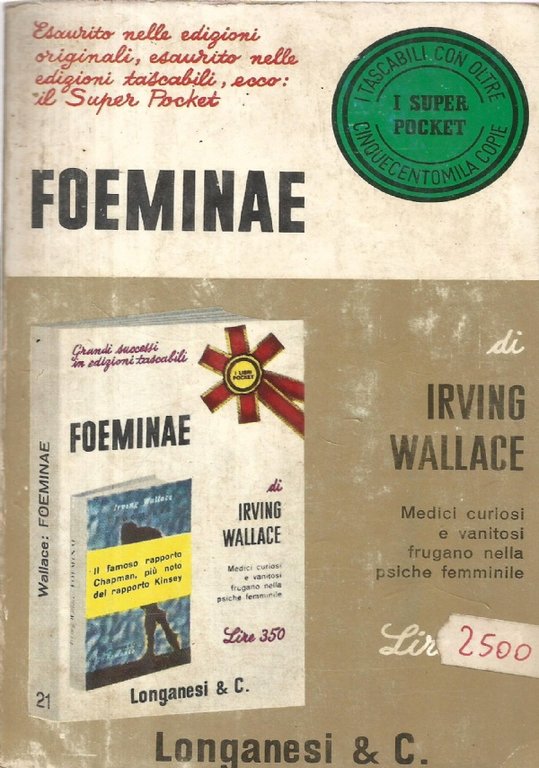 Esaurito nelle edizioni
originali, esaurito nelle
edizioni tascabili, ecco:
il Super Pocket
I TASCABILI CON OLTRE
I SUPER
POCKET
CINQUECENTOMILA COPIE
FOEMINAE
di
IRVING
WALLACE
Medici curiosi
e vanitosi
frugano nella
psiche femminile
Lir
2500
Longanesi & C.
Grandi successi
in edizioni tascabili
I LIBRI
POCKET
FOEMINAE
di
IRVING
WALLACE
Medici curiosi
e vanitosi
frugano nella
psiche femminile
Lire 350
Longanesi & C.
Wallace: FOEMINAE
21
Irving Wallace
Il famoso rapporto
Chapman, più noto
del rapporto Kinsey